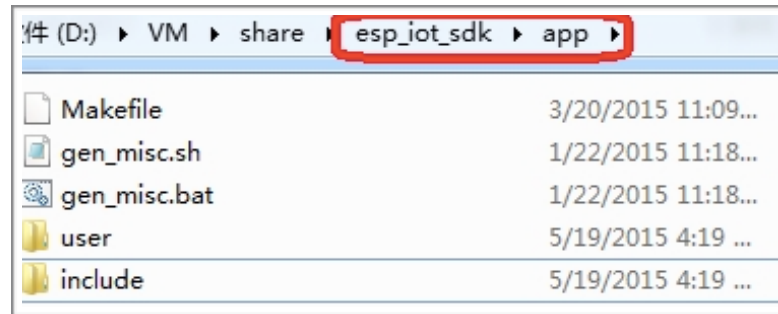 件 (D:) ▸ VM ▸ share ▸ esp_iot_sdk ▸ app ▸
Makefile 3/20/2015 11:09...
gen_misc.sh 1/22/2015 11:18...
gen_misc.bat 1/22/2015 11:18...
user 5/19/2015 4:19 ...
include 5/19/2015 4:19 ...